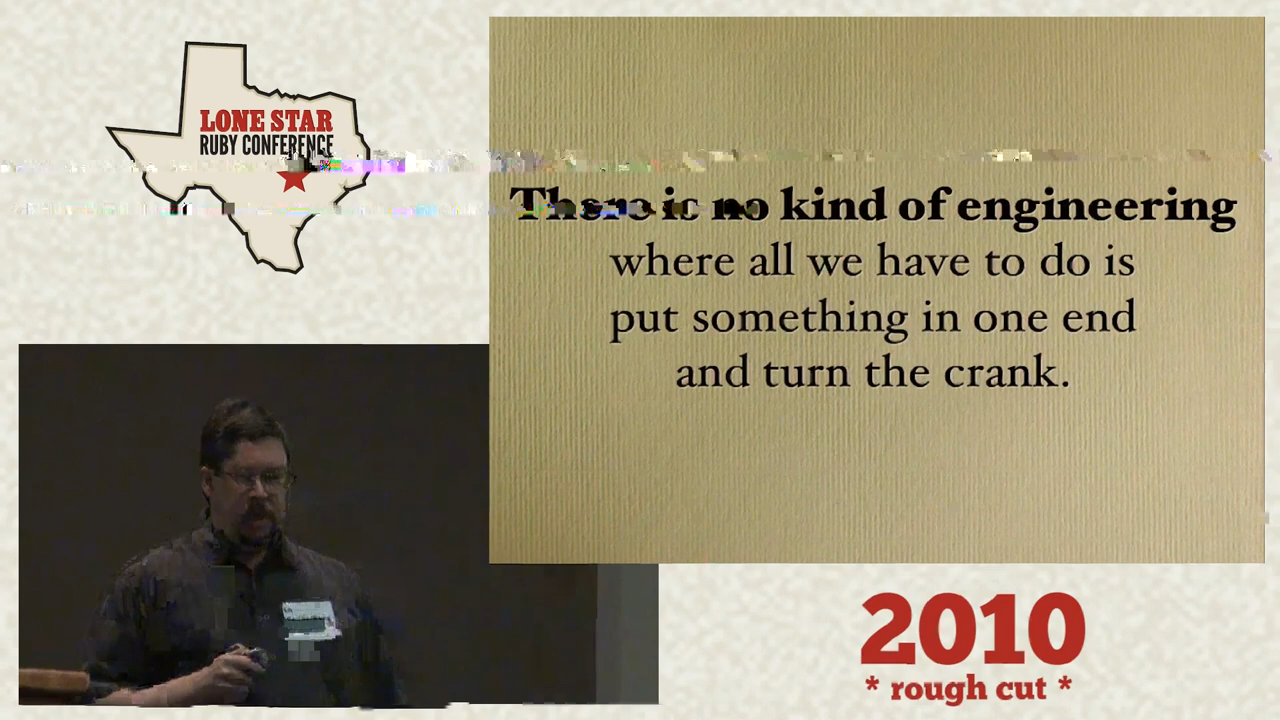 LONE STAR
RUBY CONFERENCE
There is no kind of engineering
where all we have to do is
put something in one end
and turn the crank.
2010
* rough cut *